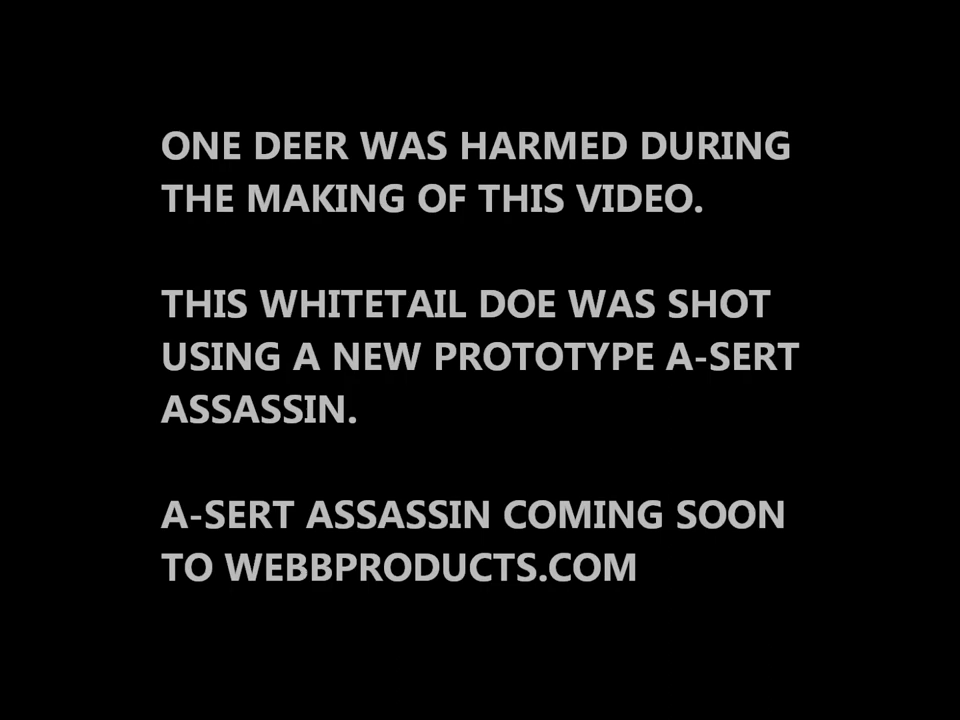 ONE DEER WAS HARMED DURING
THE MAKING OF THIS VIDEO.
THIS WHITETAIL DOE WAS SHOT
USING A NEW PROTOTYPE A-SERT
ASSASSIN.
A-SERT ASSASSIN COMING SOON
TO WEBBPRODUCTS.COM